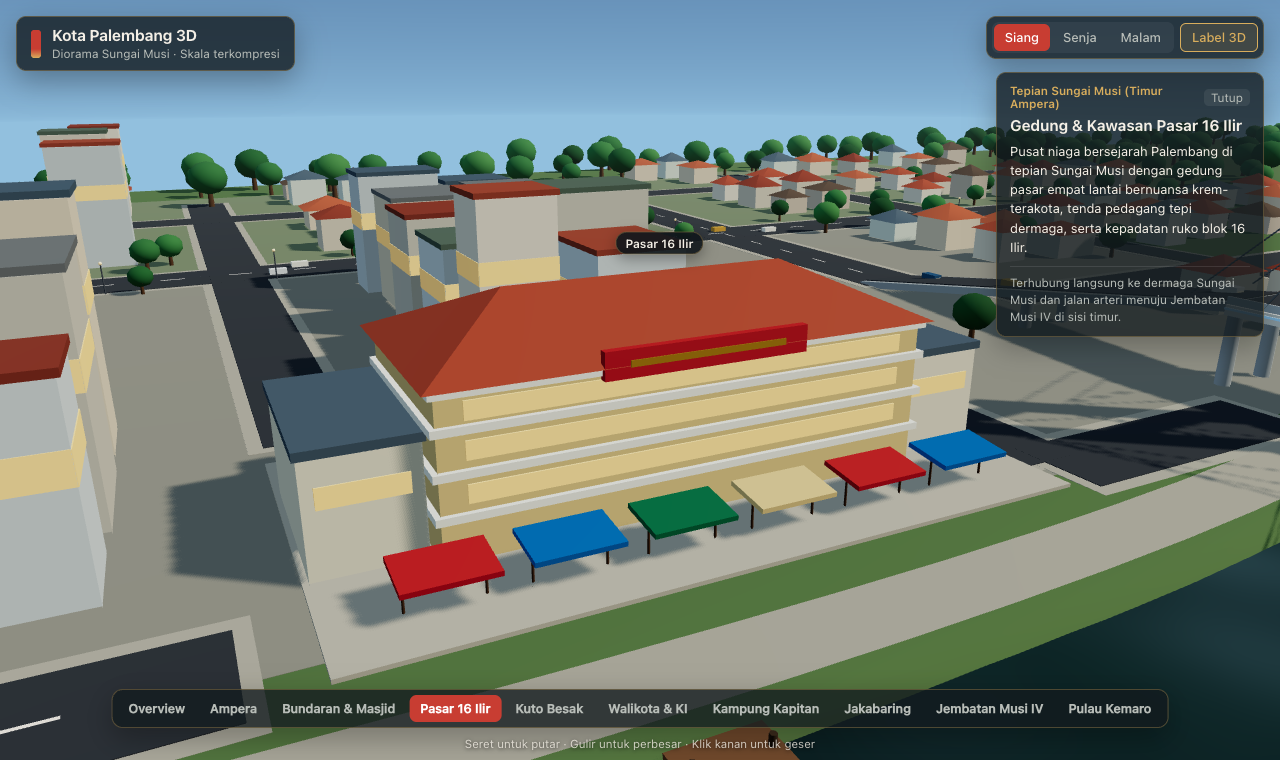 Kota Palembang 3D
Diorama Sungai Musi · Skala terkompresi
Siang
Senja
Malam
Label 3D
Tepian Sungai Musi (Timur
Ampera)
Tutup
Gedung & Kawasan Pasar 16 Ilir
Pusat niaga bersejarah Palembang di
tepian Sungai Musi dengan gedung
pasar empat lantai bernuansa krem-
terakota, tenda pedagang tepi
dermaga, serta kepadatan ruko blok 16
Ilir.
Terhubung langsung ke dermaga Sungai
Musi dan jalan arteri menuju Jembatan
Musi IV di sisi timur.
Pasar 16 Ilir
Overview
Ampera
Bundaran & Masjid
Pasar 16 Ilir
Kuto Besak
Walikota & KI
Kampung Kapitan
Jakabaring
Jembatan Musi IV
Pulau Kemaro
Seret untuk putar · Gulir untuk perbesar · Klik kanan untuk geser